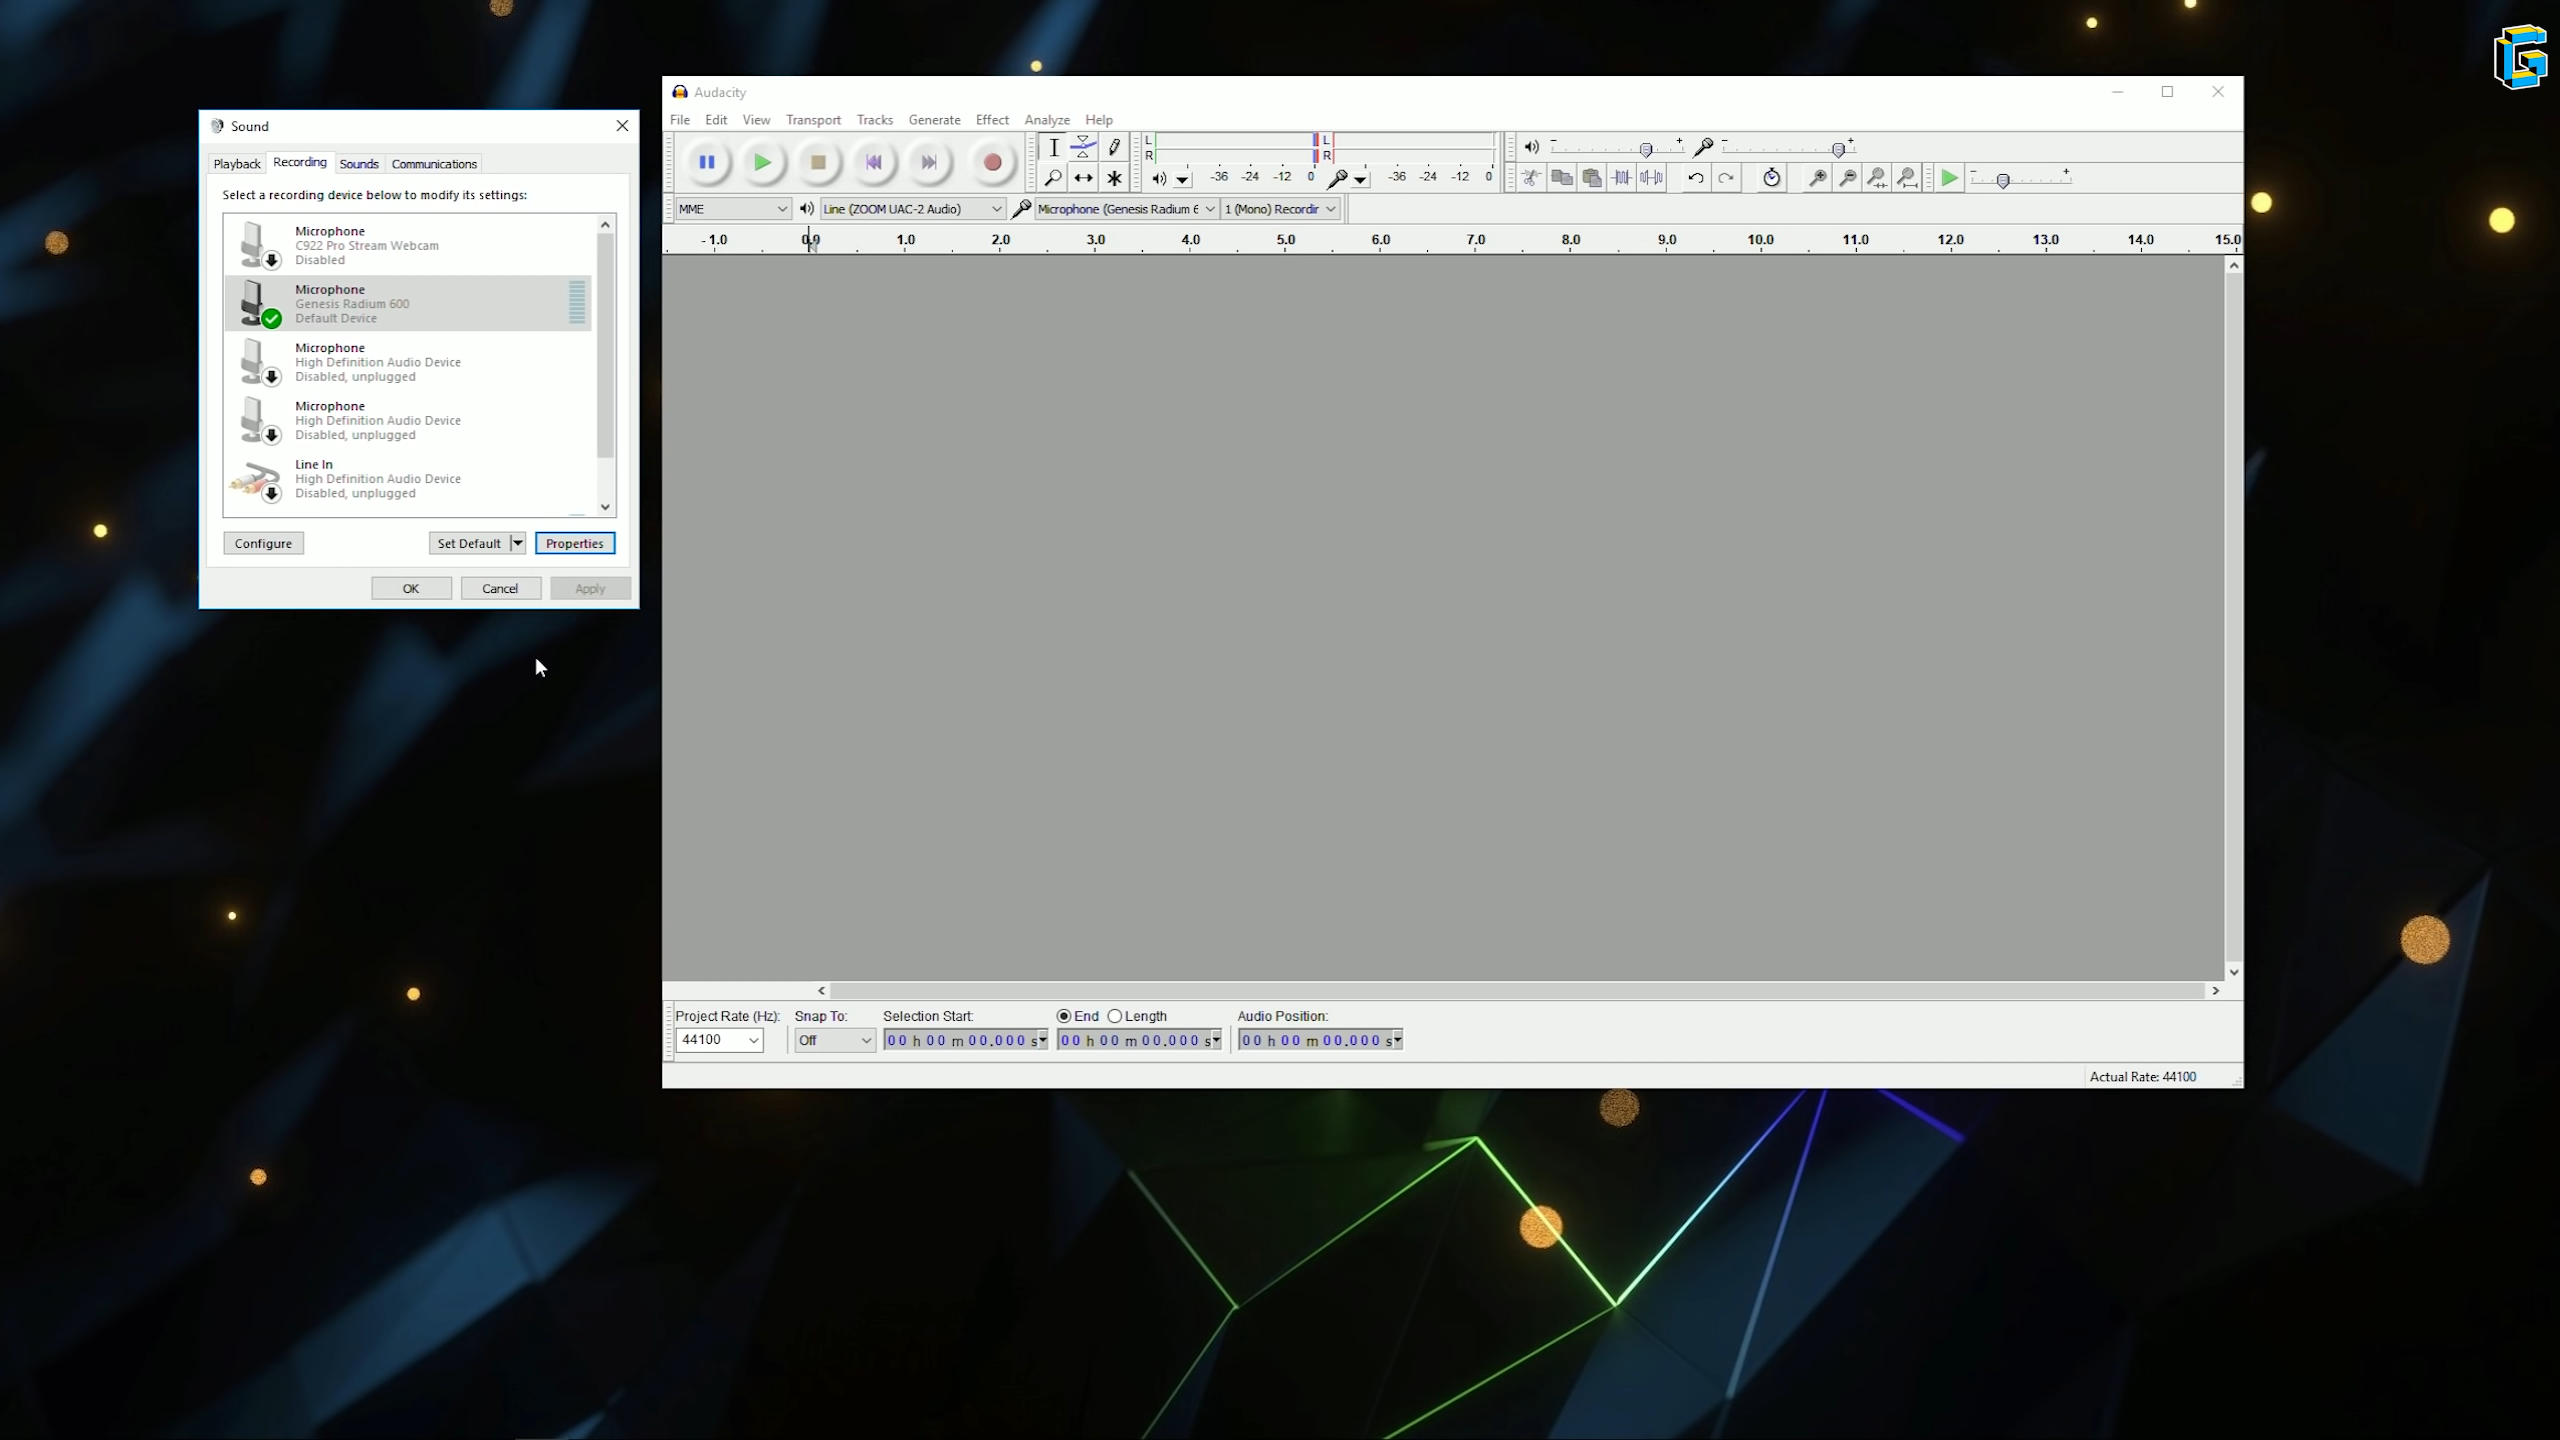 Sound
Playback Recording Sounds Communications
Select a recording device below to modify its settings:
Microphone
C922 Pro Stream Webcam
Disabled
Microphone
Genesis Radium 600
Default Device
Microphone
High Definition Audio Device
Disabled, unplugged
Microphone
High Definition Audio Device
Disabled, unplugged
Line In
High Definition Audio Device
Disabled, unplugged
Configure Set Default Properties
OK Cancel Apply
Audacity
File Edit View Transport Tracks Generate Effect Analyze Help
L L
R R
-36 -24 -12 0 -36 -24 -12 0
MME Line (ZOOM UAC-2 Audio) Microphone (Genesis Radium 6 1 (Mono) Recordir
-1.0 0.0 1.0 2.0 3.0 4.0 5.0 6.0 7.0 8.0 9.0 10.0 11.0 12.0 13.0 14.0 15.0
Project Rate (Hz): Snap To: Selection Start: End Length Audio Position:
44100 Off 00 h 00 m 00.000 s 00 h 00 m 00.000 s 00 h 00 m 00.000 s
Actual Rate: 44100
G